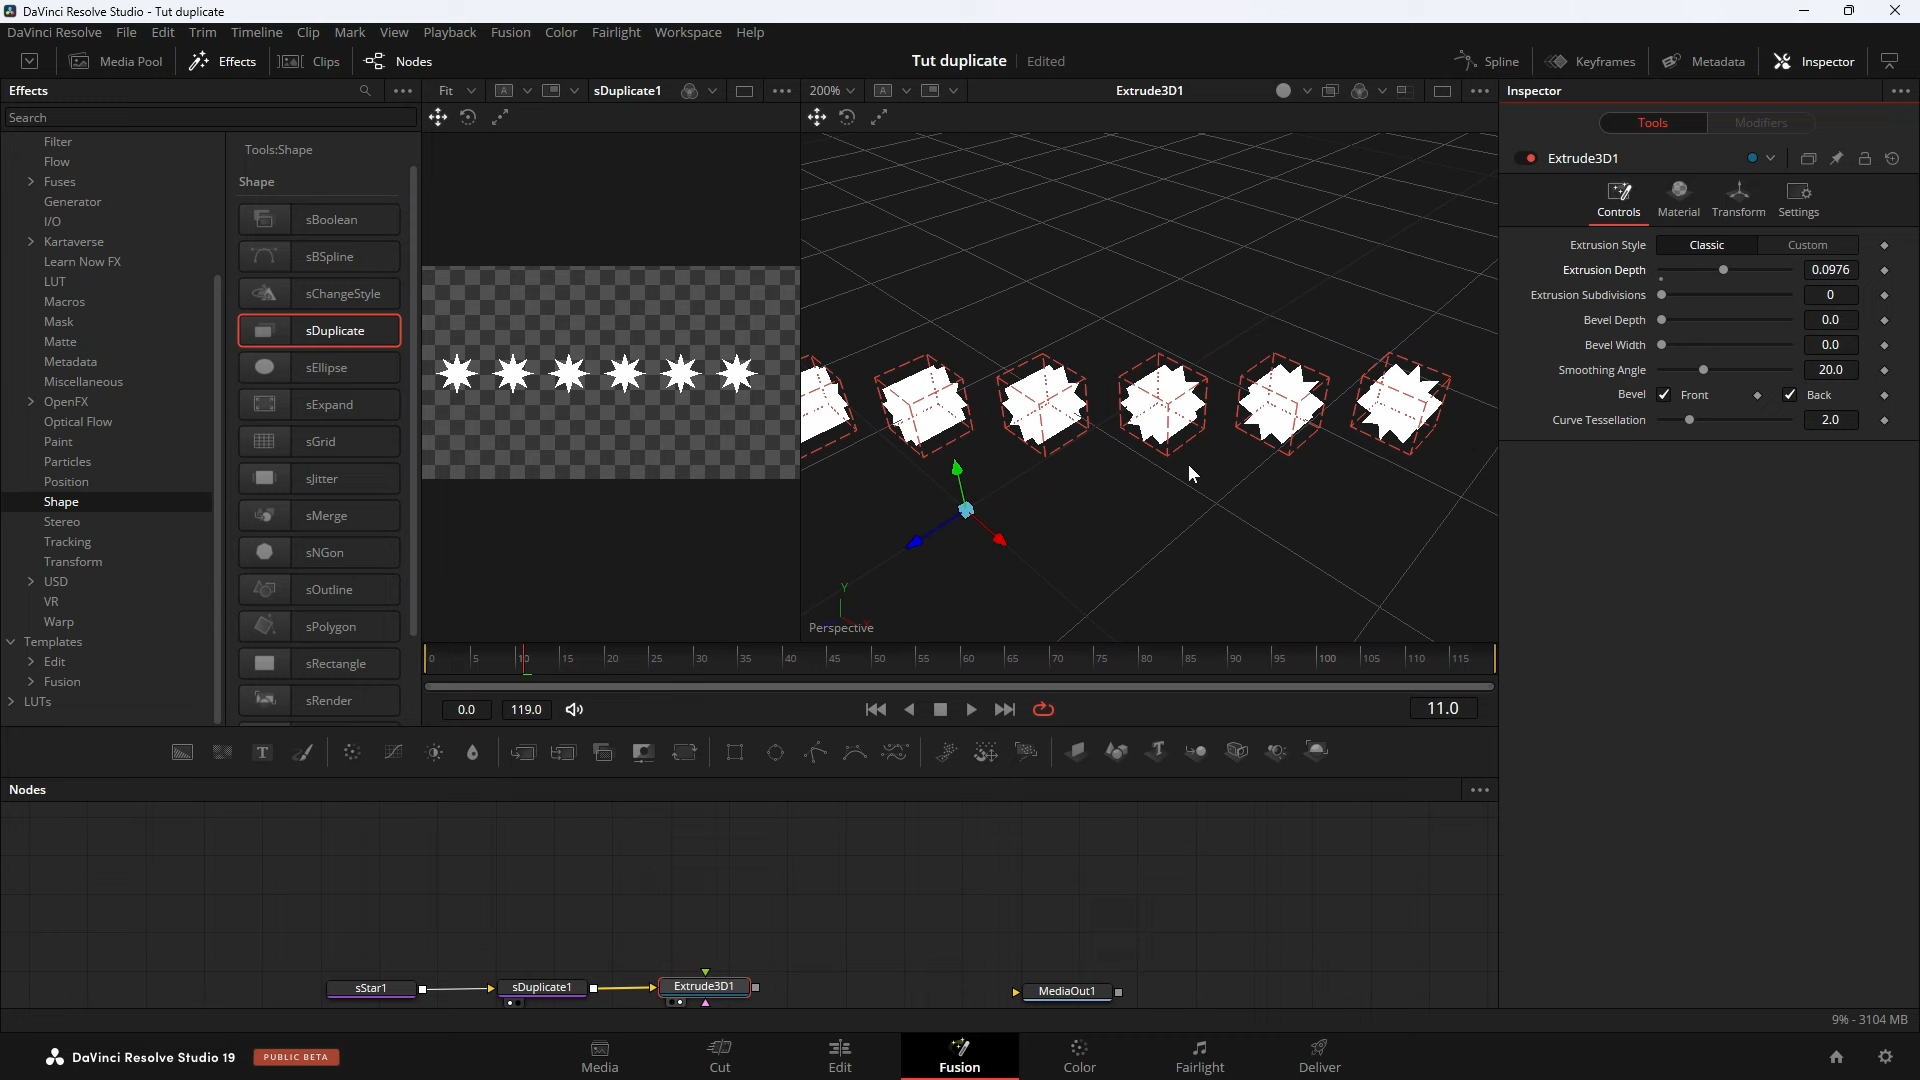 DaVinci Resolve Studio - Tut duplicate
DaVinci Resolve File Edit Trim Timeline Clip Mark View Playback Fusion Color Fairlight Workspace Help
Media Pool Effects Clips Nodes Tut duplicate Edited Spline Keyframes Metadata Inspector
Effects
Search
Filter
Flow
Fuses
Generator
I/O
Kartaverse
Learn Now FX
LUT
Macros
Mask
Matte
Metadata
Miscellaneous
OpenFX
Optical Flow
Paint
Particles
Position
Shape
Stereo
Tracking
Transform
USD
VR
Warp
Templates
Edit
Fusion
LUTs
Tools:Shape
Shape
sBoolean
sBSpline
sChangeStyle
sDuplicate
sEllipse
sExpand
sGrid
sJitter
sMerge
sNGon
sOutline
sPolygon
sRectangle
sRender
Fit A sDuplicate1
200% A Extrude3D1
Y
Perspective
0 5 10 15 20 25 30 35 40 45 50 55 60 65 70 75 80 85 90 95 100 105 110 115
0.0 119.0 11.0
Inspector
Tools Modifiers
Extrude3D1
Controls Material Transform Settings
Extrusion Style Classic Custom
Extrusion Depth 0.0976
Extrusion Subdivisions 0
Bevel Depth 0.0
Bevel Width 0.0
Smoothing Angle 20.0
Bevel Front Back
Curve Tessellation 2.0
T T
Nodes
sStar1 sDuplicate1 Extrude3D1 MediaOut1
9% - 3104 MB
DaVinci Resolve Studio 19 PUBLIC BETA
Media Cut Edit Fusion Color Fairlight Deliver